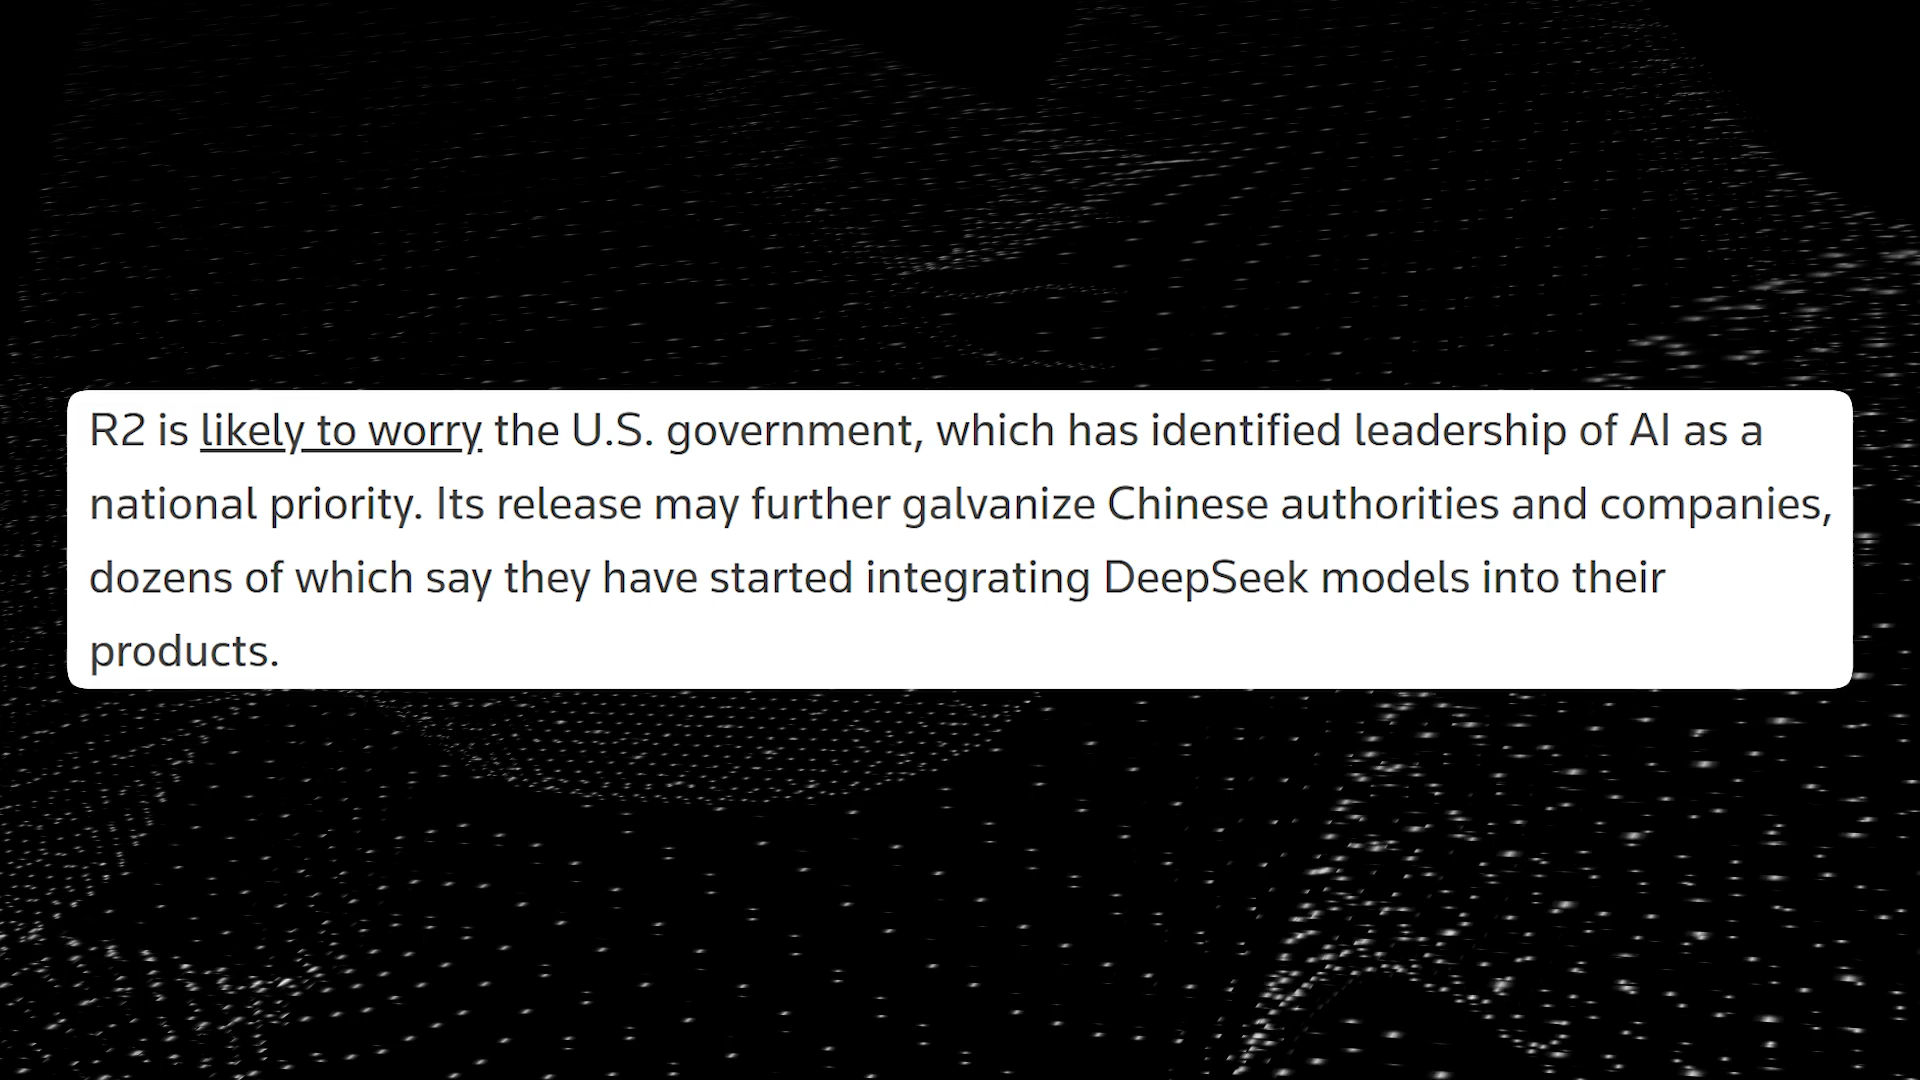 R2 is likely to worry the U.S. government, which has identified leadership of AI as a
national priority. Its release may further galvanize Chinese authorities and companies,
dozens of which say they have started integrating DeepSeek models into their
products.